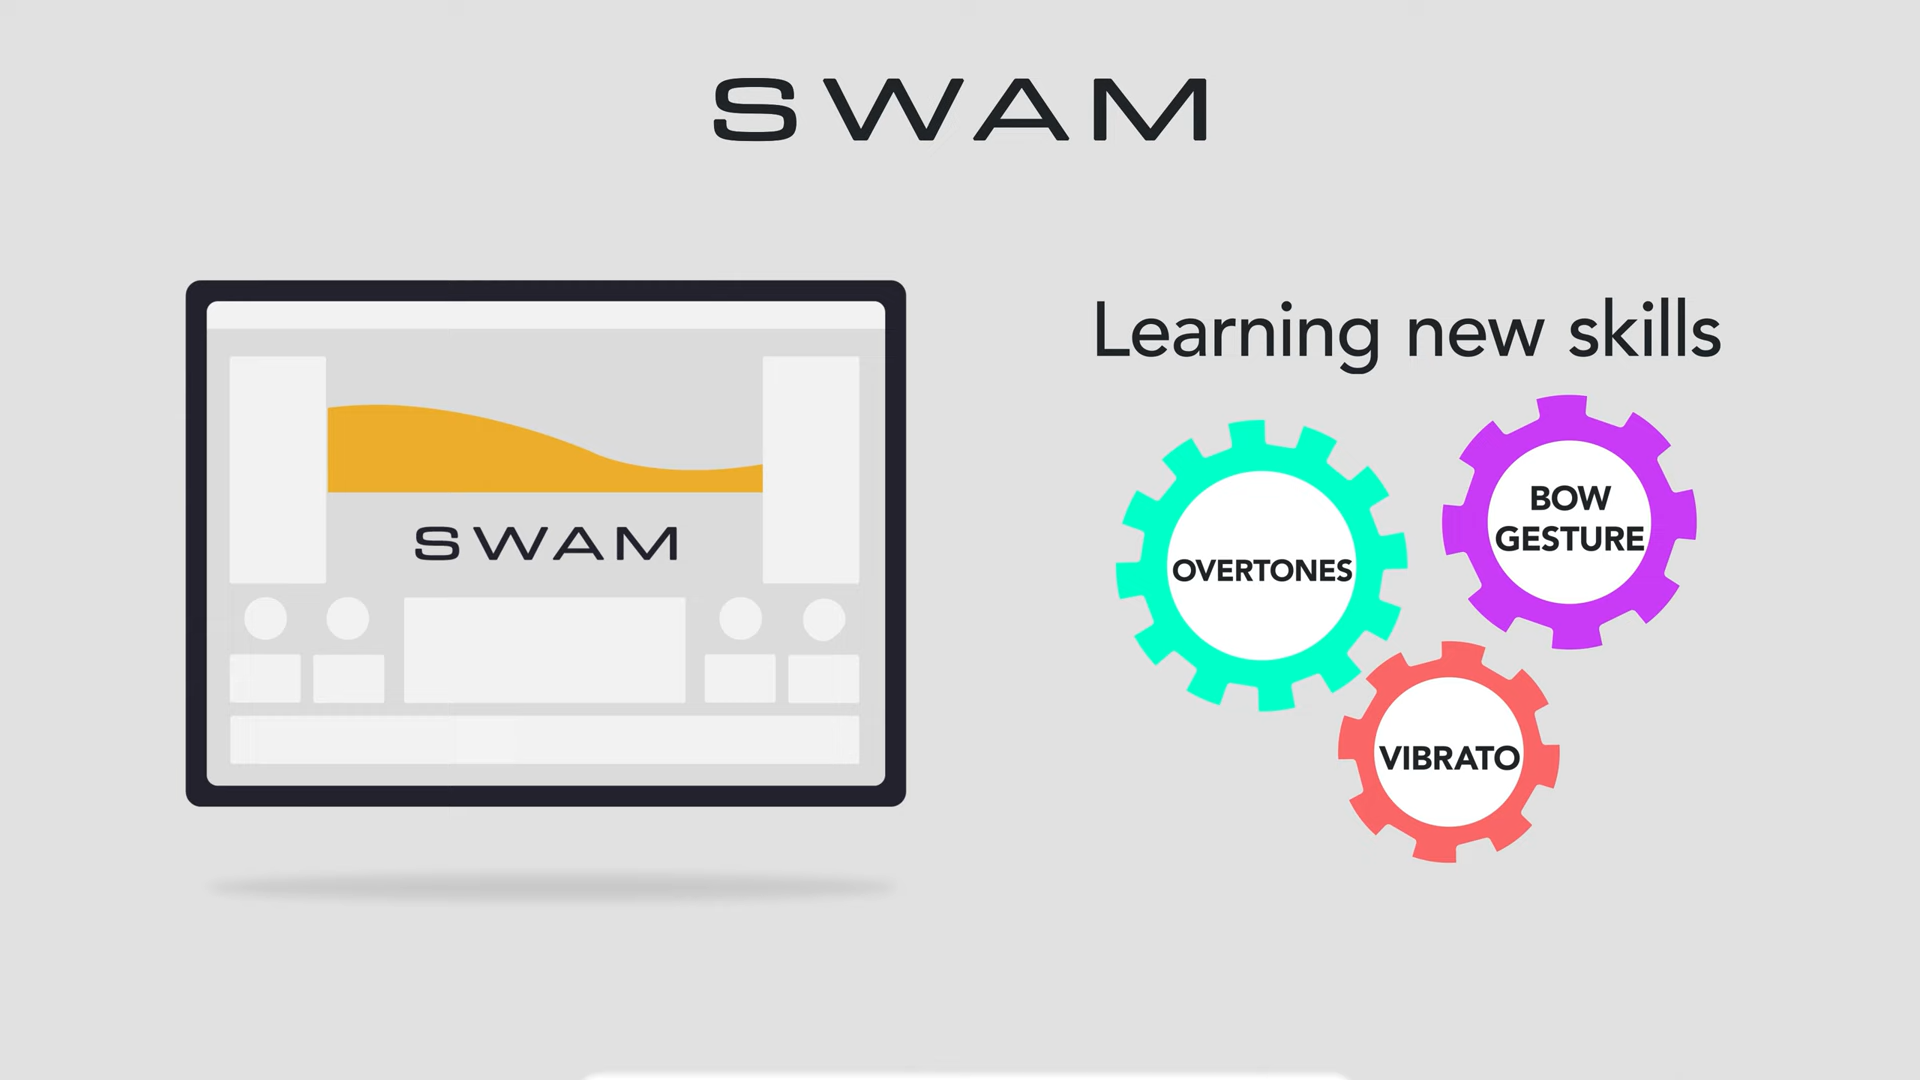 SWAM
SWAM
Learning new skills
OVERTONES
BOW
GESTURE
VIBRATO